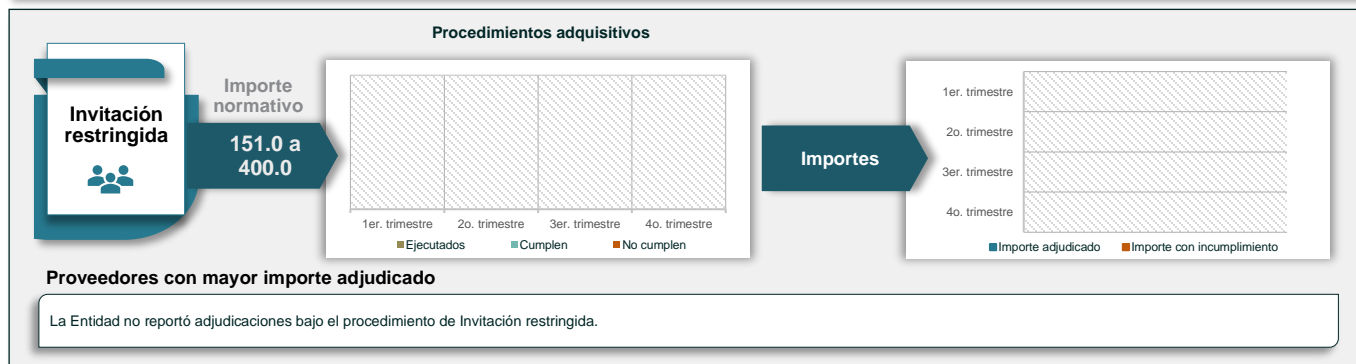 Procedimientos adquisitivos
Invitación
restringida
Importe
normativo
151.0 a
400.0
1er. trimestre
2o. trimestre
3er. trimestre
4o. trimestre
Ejecutados
Cumplen
No cumplen
Importes
1er. trimestre
2o. trimestre
3er. trimestre
4o. trimestre
Importe adjudicado
Importe con incumplimiento
Proveedores con mayor importe adjudicado
La Entidad no reportó adjudicaciones bajo el procedimiento de Invitación restringida.